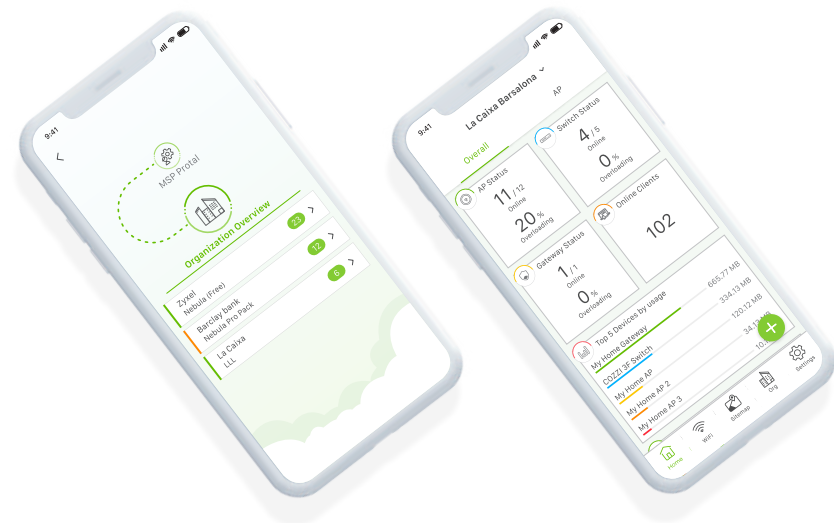 9:41
MSP Protal
Organization Overview
Zyxel
Nebula (Free)
23
Barclay bank
Nebula Pro Pack
12
La Caixa
LLL
6
9:41
La Caixa Barsalona
Overall
AP
AP Status
11 / 12
Online
20 %
Overloading
Switch Status
4 / 5
Online
0 %
Overloading
Gateway Status
1 / 1
Online
0 %
Overloading
Online Clients
102
Top 5 Devices by usage
My Home Gateway
665.77 MB
COZZI 3F Switch
334.13 MB
My Home AP
120.12 MB
My Home AP 2
My Home AP 3
Home
WiFi
Sitemap
Org
Settings